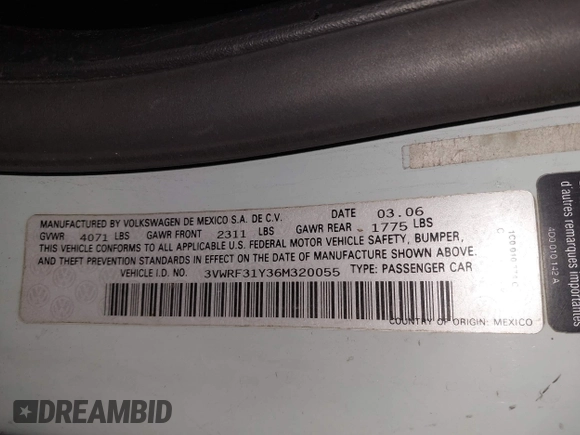 MANUFACTURED BY VOLKSWAGEN DE MEXICO S.A. DE C.V. DATE 03.06
GVWR 4071 LBS GAWR FRONT 2311 LBS GAWR REAR 1775 LBS
THIS VEHICLE CONFORMS TO ALL APPLICABLE U.S. FEDERAL MOTOR VEHICLE SAFETY, BUMPER,
AND THEFT PREVENTION STANDARDS IN EFFECT ON THE DATE OF MANUFACTURE SHOWN ABOVE.
VEHICLE I.D. NO. 3VWRF31Y36M320055 TYPE: PASSENGER CAR
COUNTRY OF ORIGIN: MEXICO
d'autres remarques importantes
4D0 010 142 A
DREAMBID